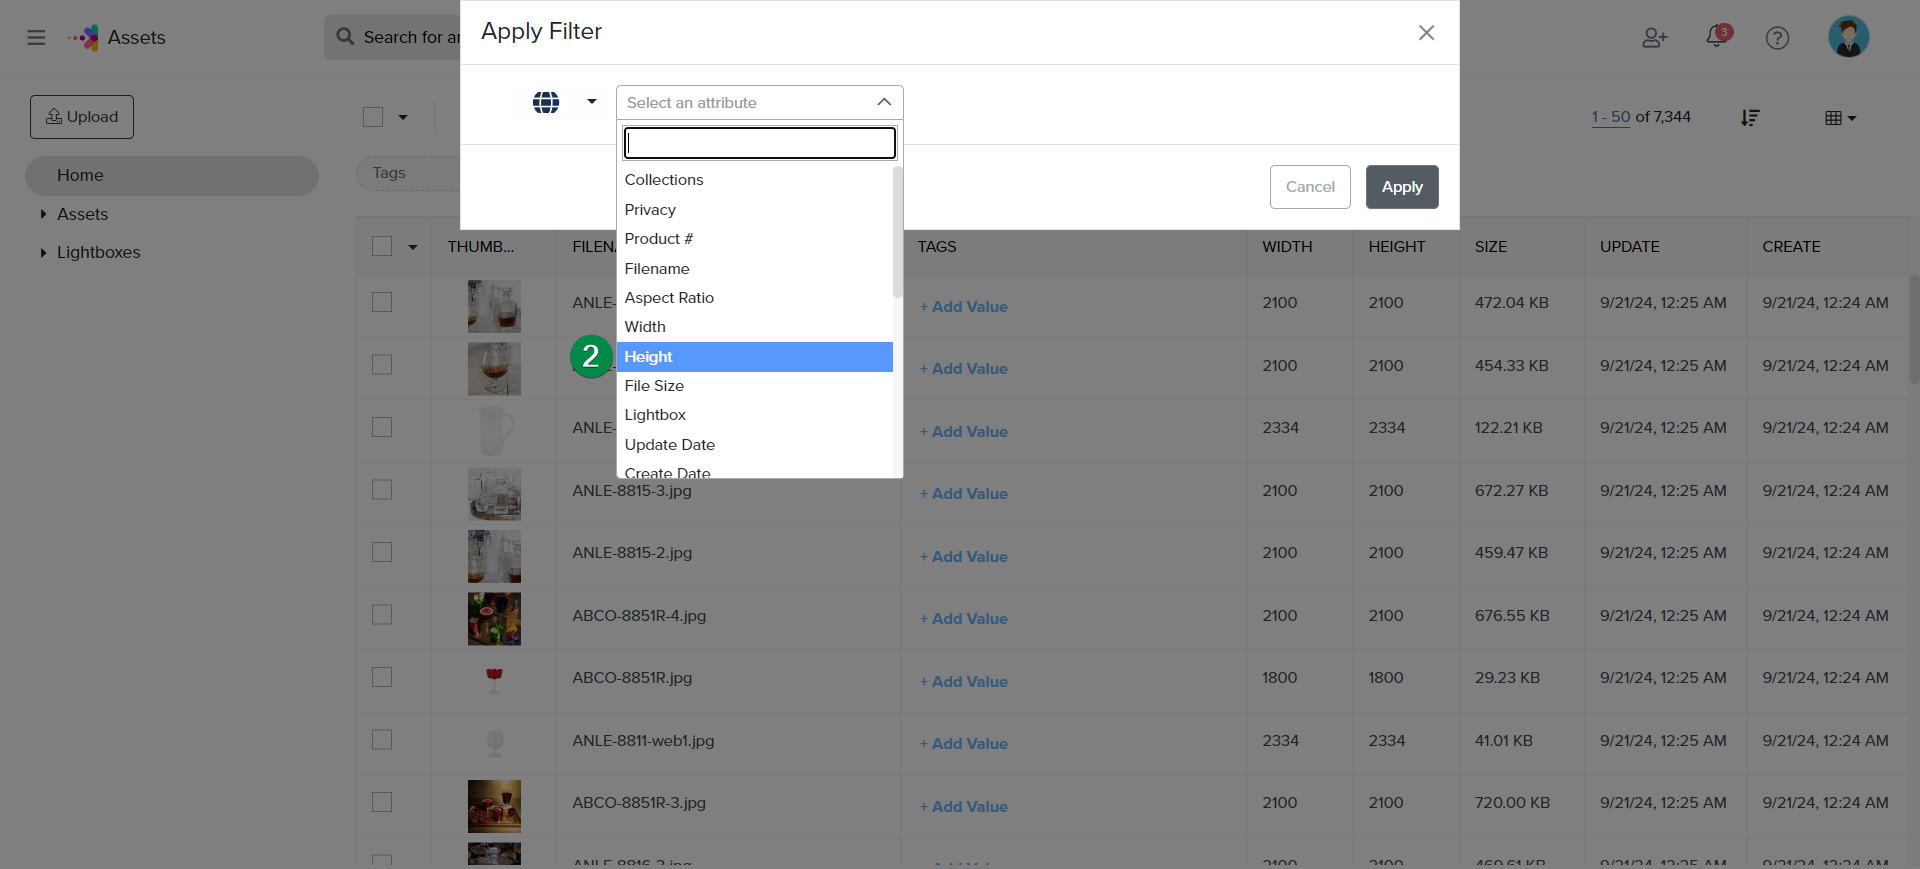 Apply Filter
Assets
Search for an
3
Select an attribute
Upload
1 - 50 of 7,344
Home
Tags
Collections
Cancel
Apply
Privacy
Assets
Product #
Lightboxes
THUMB...
FILENA
TAGS
WIDTH
HEIGHT
SIZE
UPDATE
CREATE
Filename
Aspect Ratio
ANLE-
+ Add Value
2100
2100
472.04 KB
9/21/24, 12:25 AM
9/21/24, 12:24 AM
Width
2
Height
+ Add Value
2100
2100
454.33 KB
9/21/24, 12:25 AM
9/21/24, 12:24 AM
File Size
Lightbox
ANLE-
+ Add Value
2334
2334
122.21 KB
9/21/24, 12:25 AM
9/21/24, 12:24 AM
Update Date
Create Date
ANLE-8815-3.jpg
+ Add Value
2100
2100
672.27 KB
9/21/24, 12:25 AM
9/21/24, 12:24 AM
ANLE-8815-2.jpg
+ Add Value
2100
2100
459.47 KB
9/21/24, 12:25 AM
9/21/24, 12:24 AM
ABCO-8851R-4.jpg
+ Add Value
2100
2100
676.55 KB
9/21/24, 12:25 AM
9/21/24, 12:24 AM
ABCO-8851R.jpg
+ Add Value
1800
1800
29.23 KB
9/21/24, 12:25 AM
9/21/24, 12:24 AM
ANLE-8811-web1.jpg
+ Add Value
2334
2334
41.01 KB
9/21/24, 12:25 AM
9/21/24, 12:24 AM
ABCO-8851R-3.jpg
+ Add Value
2100
2100
720.00 KB
9/21/24, 12:25 AM
9/21/24, 12:24 AM